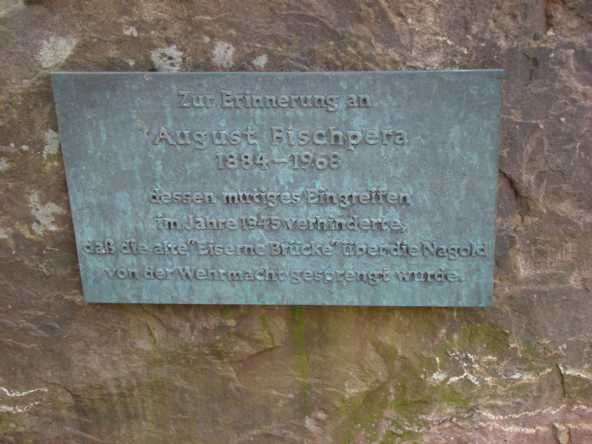 Zur Erinnerung an
August Bischpera
1884-1968
dessen mutiges Eingreifen
im Jahre 1945 verhinderte,
daß die alte "Eiserne Brücke" über die Nagold
von der Wehrmacht gesprengt wurde.